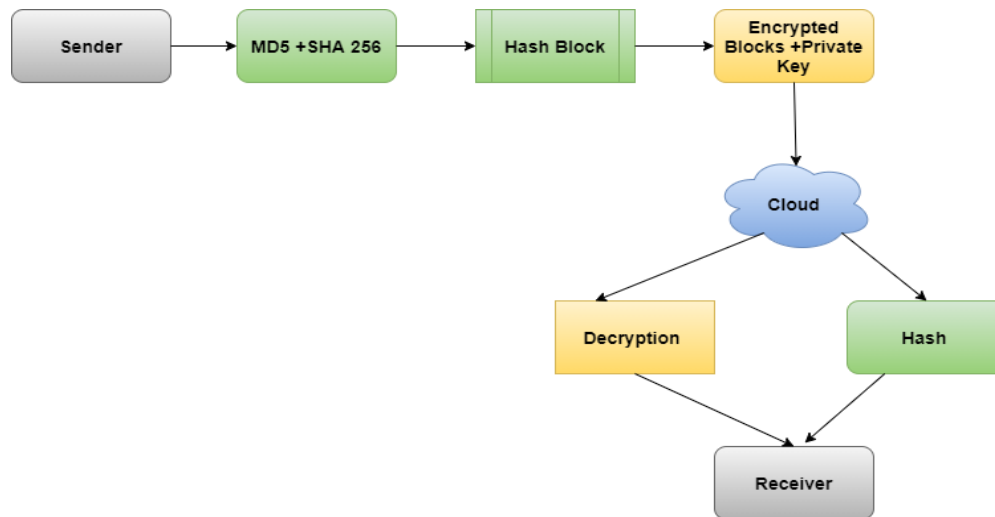 Sender
MD5 +SHA 256
Hash Block
Encrypted
Blocks +Private
Key
Cloud
Decryption
Hash
Receiver